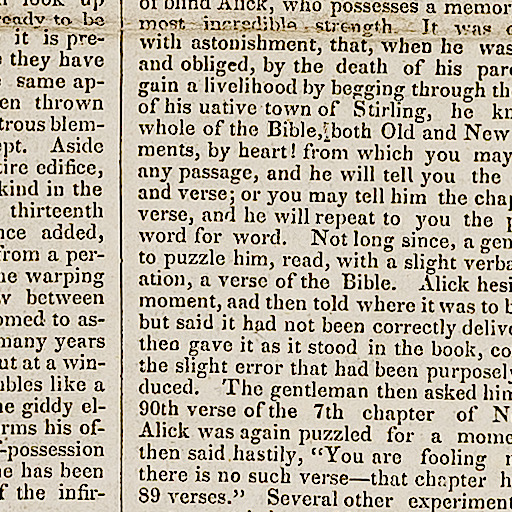 look up
ready to be
it is pre-
they have
same ap-
en thrown
trous blem-
ept. Aside
ire edifice,
kind in the
thirteenth
nce added,
from a per-
he warping
w between
omed to as-
many years
ut at a win-
mbles like a
he giddy el-
rms his of-
-possession
he has been
f the infir-
of blind Alick, who possesses a memor
most incredible strength. It was
with astonishment, that, when he was
and obliged, by the death of his pare
gain a livelihood by begging through th
of his uative town of Stirling, he kn
whole of the Bible, both Old and New
ments, by heart! from which you may
any passage, and he will tell you the
and verse; or you may tell him the chap
verse, and he will repeat to you the p
word for word. Not long since, a gen
to puzzle him, read, with a slight verba
ation, a verse of the Bible. Alick hesi
moment, and then told where it was to b
but said it had not been correctly delive
then gave it as it stood in the book, co
the slight error that had been purposely
duced. The gentleman then asked him
90th verse of the 7th chapter of N
Alick was again puzzled for a mome
then said hastily, “You are fooling m
there is no such verse—that chapter h
89 verses.” Several other experiment